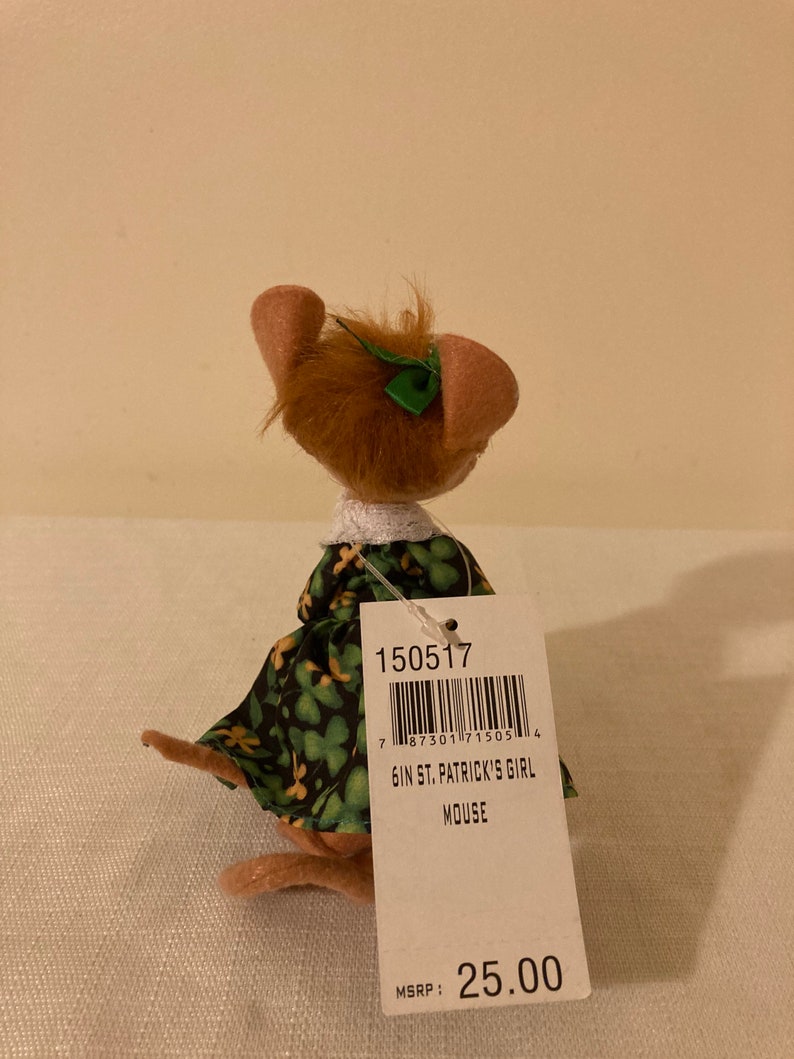 150517
7 87301 71505 4
6IN ST. PATRICK'S GIRL
MOUSE
MSRP: 25.00